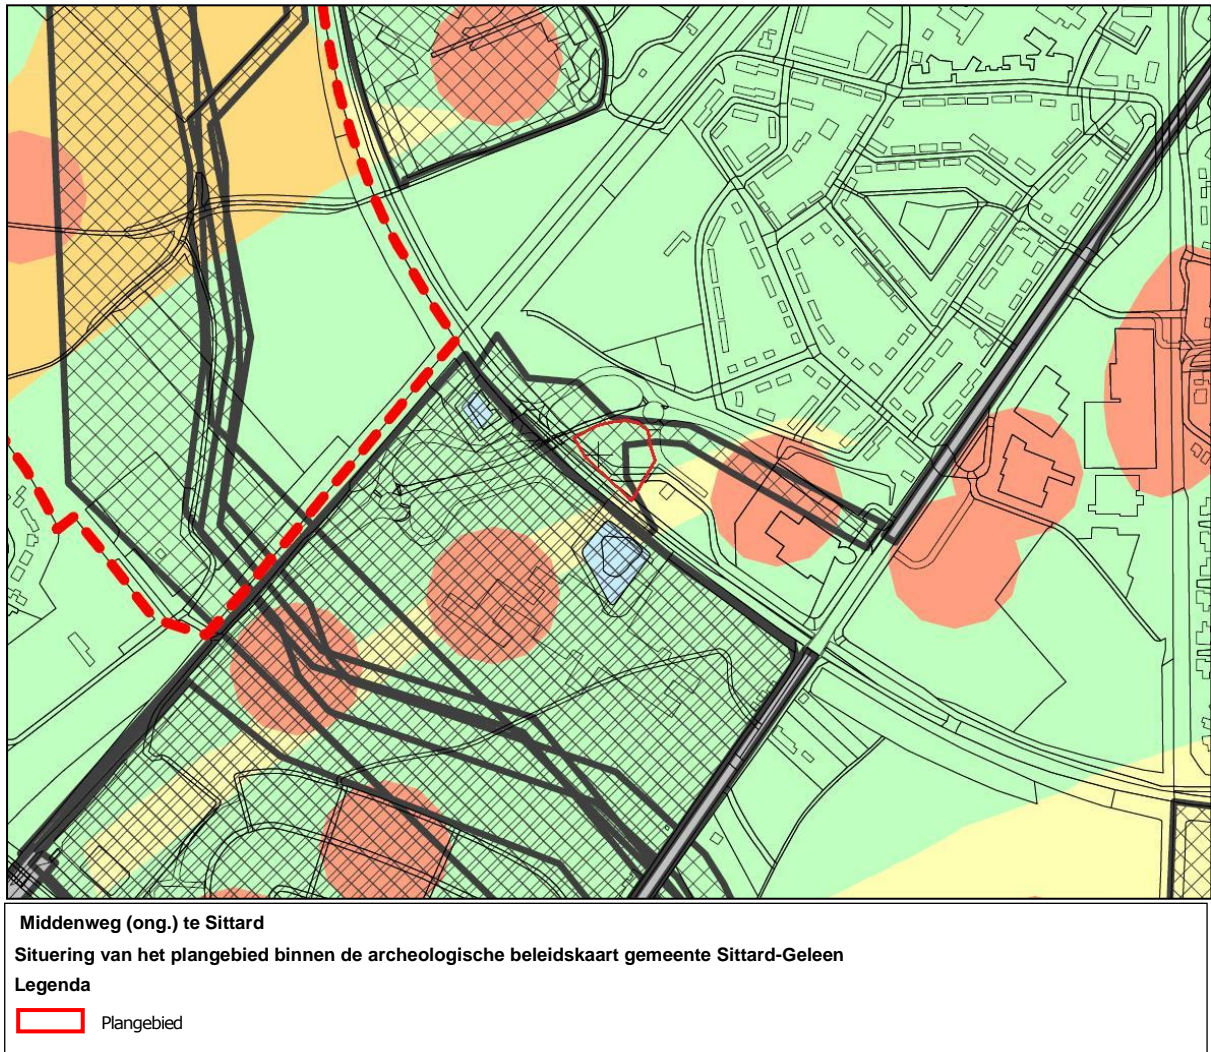 Middenweg (ong.) te Sittard
Situering van het plangebied binnen de archeologische beleidskaart gemeente Sittard-Geleen
Legenda
Plangebied